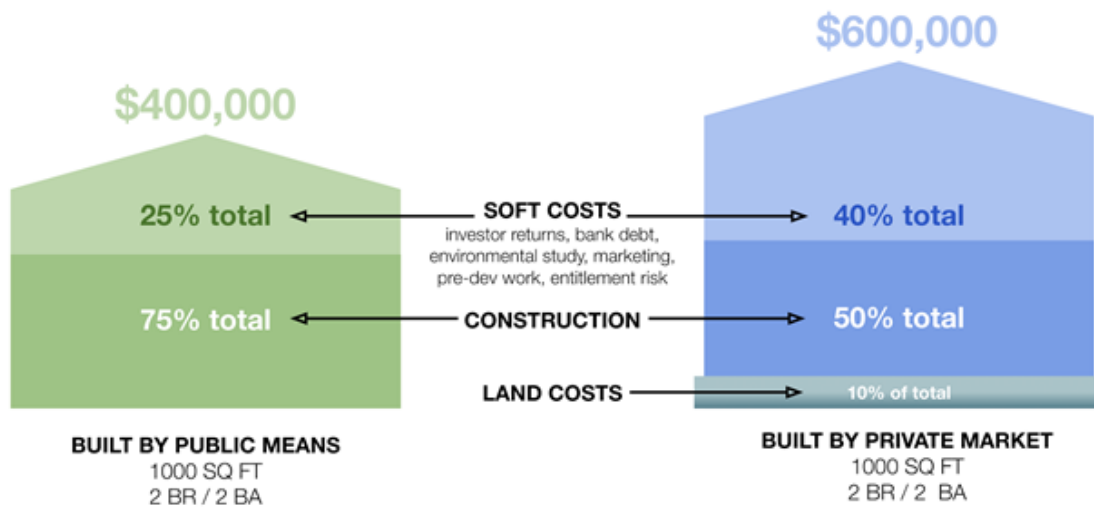 $600,000
$400,000
SOFT COSTS
investor returns, bank debt,
environmental study, marketing,
pre-dev work, entitlement risk
25% total
40% total
75% total
CONSTRUCTION
50% total
LAND COSTS
10% of total
BUILT BY PUBLIC MEANS
1000 SQ FT
2 BR / 2 BA
BUILT BY PRIVATE MARKET
1000 SQ FT
2 BR / 2 BA